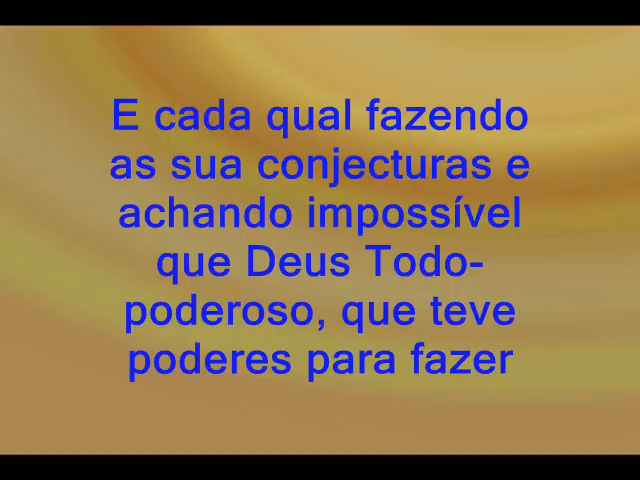 E cada qual fazendo
as sua conjecturas e
achando impossível
que Deus Todo-
poderoso, que teve
poderes para fazer